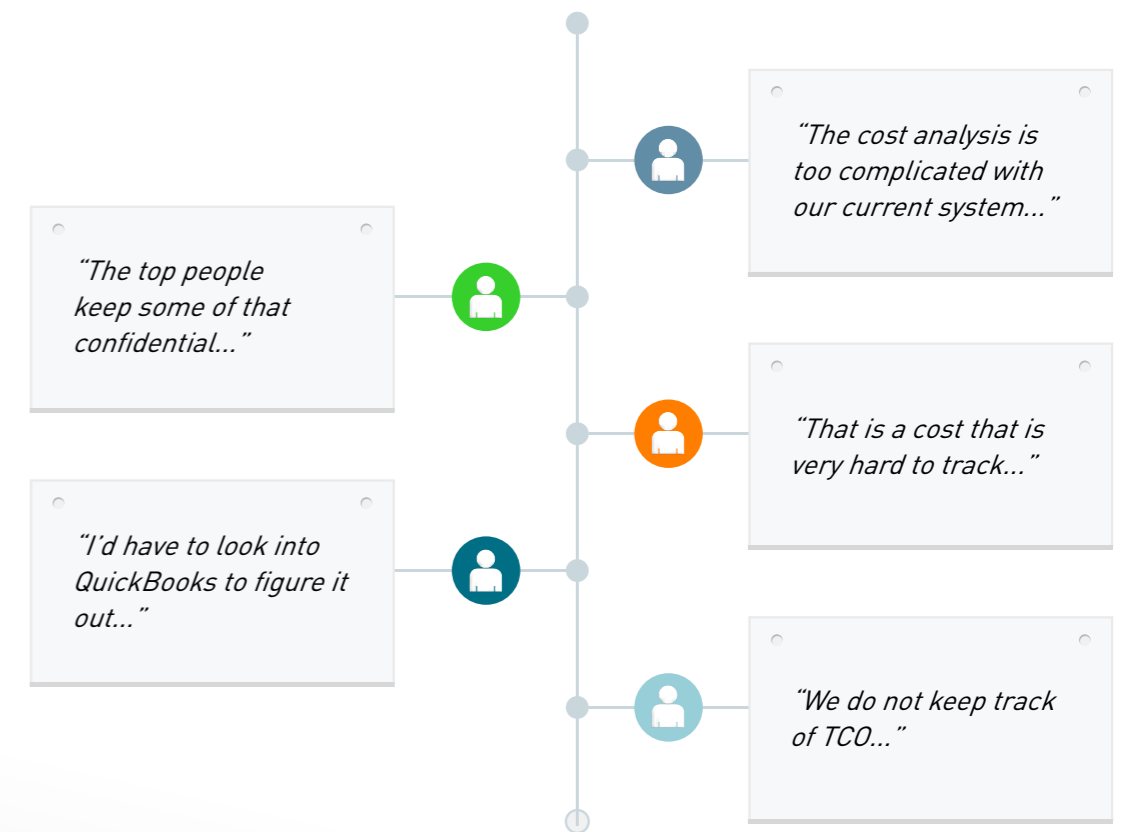 “The cost analysis is
too complicated with
our current system...”
“The top people
keep some of that
confidential...”
“That is a cost that is
very hard to track...”
“I’d have to look into
QuickBooks to figure it
out...”
“We do not keep track
of TCO...”